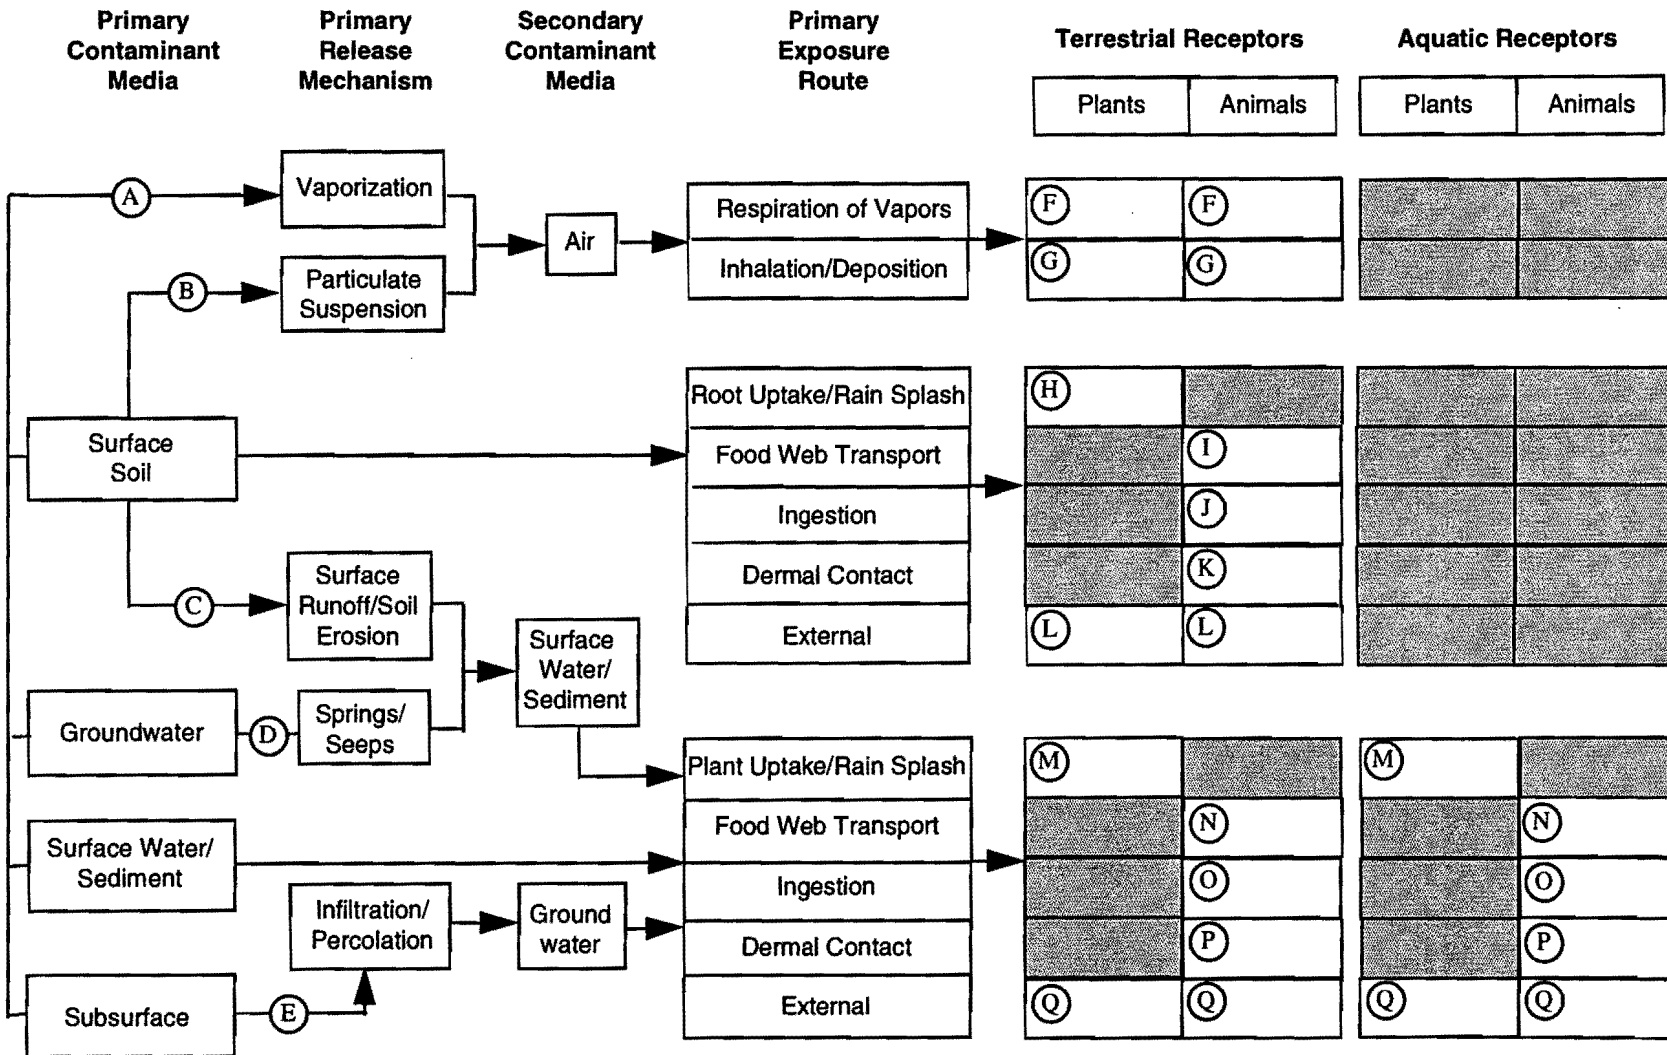 Primary
Contaminant
Media
Primary
Release
Mechanism
Secondary
Contaminant
Media
Primary
Exposure
Route
Terrestrial Receptors
Aquatic Receptors
Plants
Animals
Plants
Animals
A
Vaporization
B
Particulate
Suspension
Air
Respiration of Vapors
Inhalation/Deposition
F
F
G
G
Surface
Soil
Root Uptake/Rain Splash
Food Web Transport
Ingestion
Dermal Contact
External
H
I
J
K
L
L
C
Surface
Runoff/Soil
Erosion
Groundwater
D
Springs/
Seeps
Surface
Water/
Sediment
Surface Water/
Sediment
Infiltration/
Percolation
Ground
water
Subsurface
E
Plant Uptake/Rain Splash
Food Web Transport
Ingestion
Dermal Contact
External
M
M
N
N
O
O
P
P
Q
Q
Q
Q